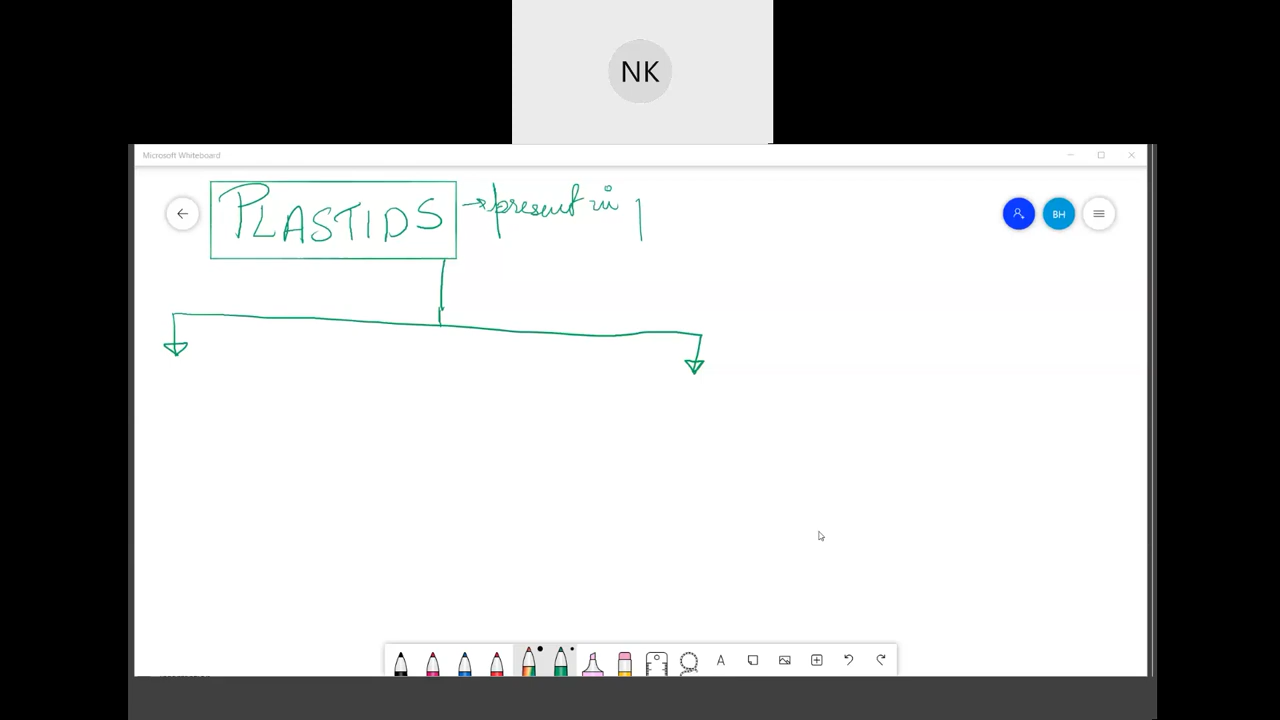 NK
Microsoft Whiteboard
PLASTIDS → present in
BH
A